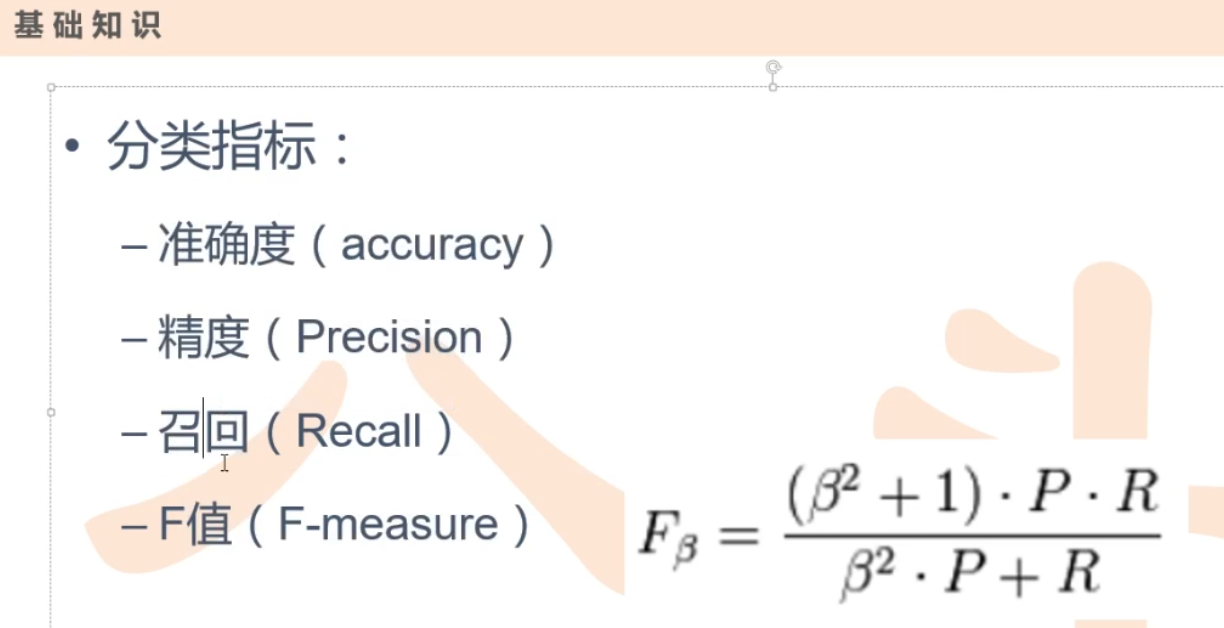 基础知识
• 分类指标：
– 准确度（accuracy）
– 精度（Precision）
– 召回（Recall）
– F值（F-measure）
F_β = \frac{(β² + 1) · P · R}{β² · P + R}